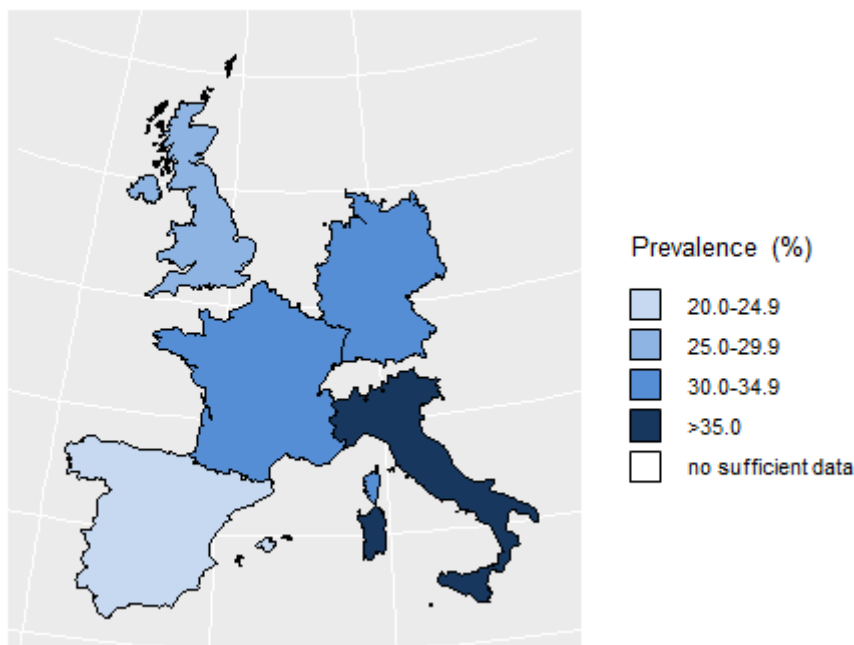 Prevalence (%)
20.0-24.9
25.0-29.9
30.0-34.9
>35.0
no sufficient data